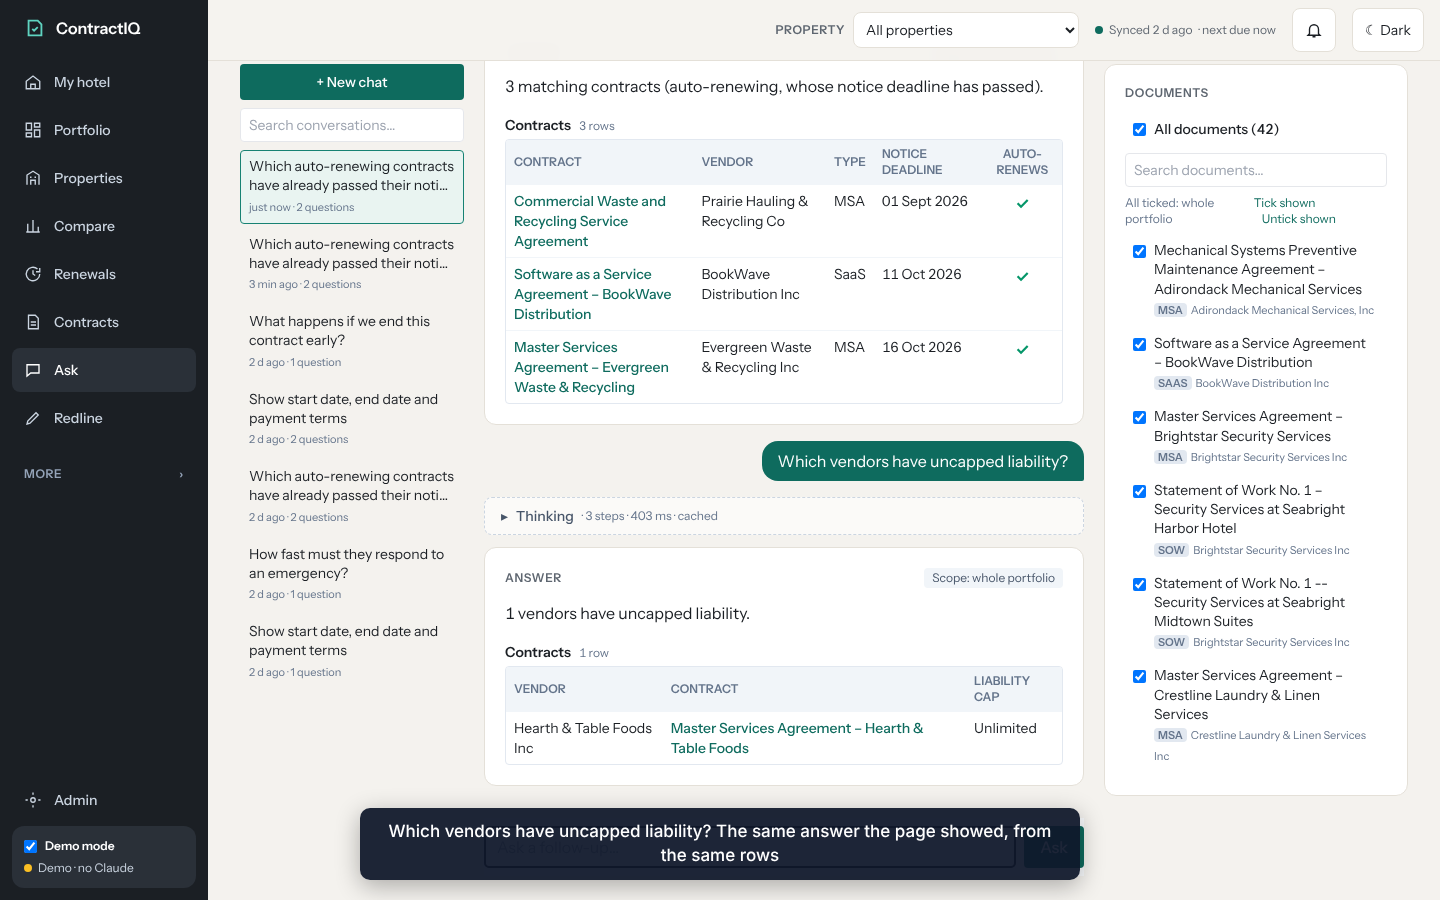 ContractIQ
My hotel
Portfolio
Properties
Compare
Renewals
Contracts
Ask
Redline
MORE
Admin
Demo mode
Demo · no Claude
PROPERTY
All properties
Synced 2 d ago · next due now
Dark
+ New chat
Search conversations...
Which auto-renewing contracts
have already passed their noti...
just now · 2 questions
Which auto-renewing contracts
have already passed their noti...
3 min ago · 2 questions
What happens if we end this
contract early?
2 d ago · 1 question
Show start date, end date and
payment terms
2 d ago · 2 questions
Which auto-renewing contracts
have already passed their noti...
2 d ago · 2 questions
How fast must they respond to
an emergency?
2 d ago · 1 question
Show start date, end date and
payment terms
2 d ago · 1 question
3 matching contracts (auto-renewing, whose notice deadline has passed).
Contracts 3 rows
CONTRACT VENDOR TYPE NOTICE DEADLINE AUTO-RENEWS
Commercial Waste and Recycling Service Agreement Prairie Hauling & Recycling Co MSA 01 Sept 2026 ✓
Software as a Service Agreement – BookWave Distribution BookWave Distribution Inc SaaS 11 Oct 2026 ✓
Master Services Agreement – Evergreen Waste & Recycling Evergreen Waste & Recycling Inc MSA 16 Oct 2026 ✓
Which vendors have uncapped liability?
Thinking · 3 steps · 403 ms · cached
ANSWER
Scope: whole portfolio
1 vendors have uncapped liability.
Contracts 1 row
VENDOR CONTRACT LIABILITY CAP
Hearth & Table Foods Inc Master Services Agreement – Hearth & Table Foods Unlimited
Ask a follow-up...
Ask
Which vendors have uncapped liability? The same answer the page showed, from
the same rows
DOCUMENTS
All documents (42)
Search documents...
All ticked: whole portfolio
Tick shown
Untick shown
Mechanical Systems Preventive
Maintenance Agreement –
Adirondack Mechanical Services
MSA Adirondack Mechanical Services, Inc
Software as a Service Agreement
– BookWave Distribution
SAAS BookWave Distribution Inc
Master Services Agreement –
Brightstar Security Services
MSA Brightstar Security Services Inc
Statement of Work No. 1 –
Security Services at Seabright
Harbor Hotel
SOW Brightstar Security Services Inc
Statement of Work No. 1 --
Security Services at Seabright
Midtown Suites
SOW Brightstar Security Services Inc
Master Services Agreement –
Crestline Laundry & Linen
Services
MSA Crestline Laundry & Linen Services
Inc